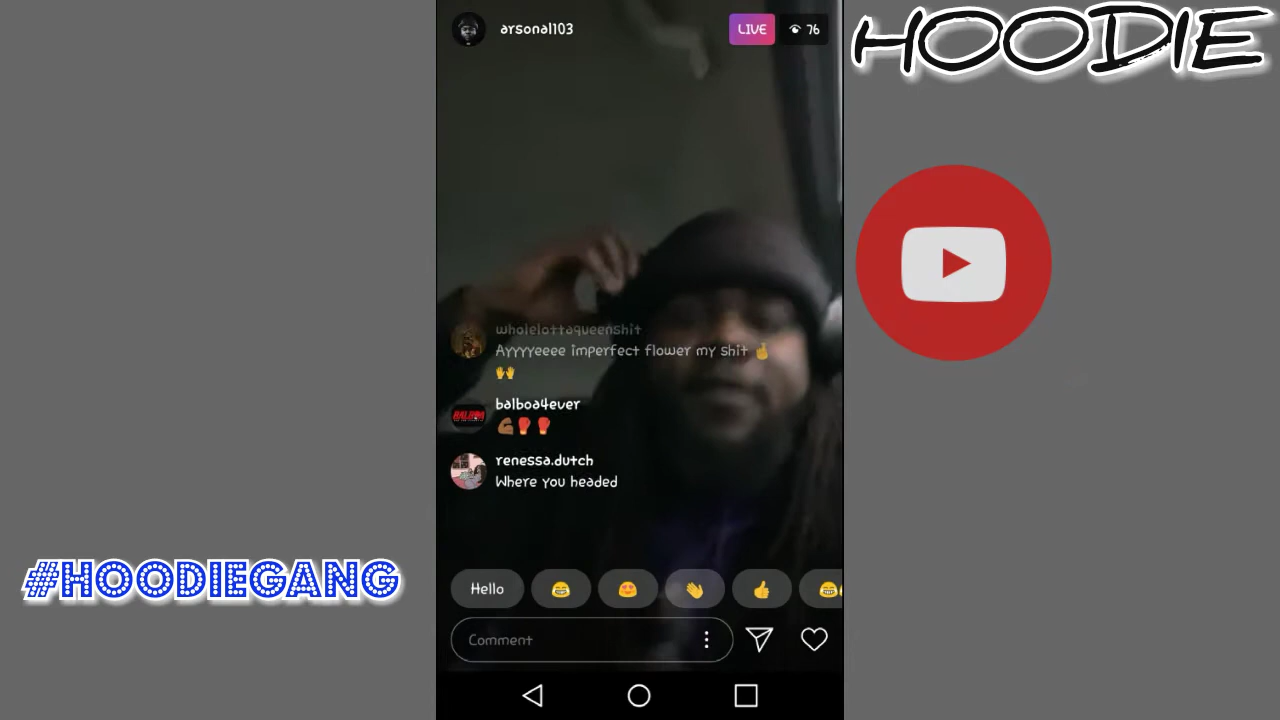 arsonal103
LIVE
76
HOODIE
wholelottaqueenshit
Ayyyyeeee imperfect flower my shit 🤞
🙌
balboa4ever
💪🏾🥊🥊
renessa.dutch
Where you headed
#HOODIEGANG
Hello
Comment